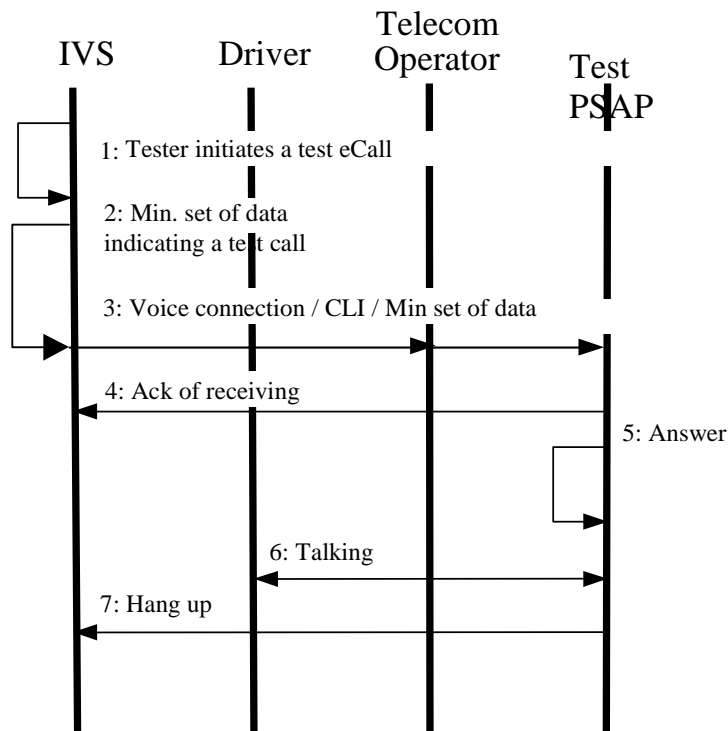 IVS
Driver
Telecom
Operator
Test
PSAP
1: Tester initiates a test eCall
2: Min. set of data
indicating a test call
3: Voice connection / CLI / Min set of data
4: Ack of receiving
5: Answer
6: Talking
7: Hang up